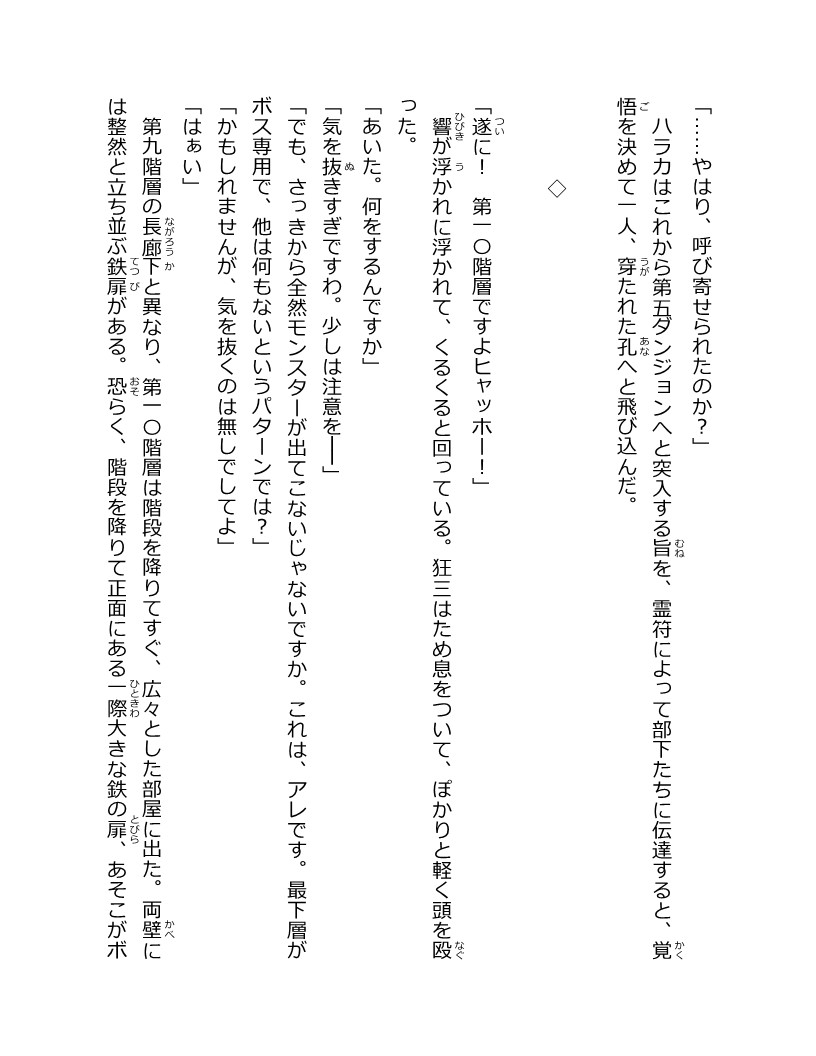 「……やはり、呼び寄せられたのか？」
　ハラカはこれから第五ダンジョンへと突入する旨を、霊符によって部下たちに伝達すると、覚
悟を決めて一人、穿たれた孔へと飛び込んだ。
◇
「遂に！　第一〇階層ですよヒャッホー！」
　響が浮かれに浮かれて、くるくると回っている。狂三はため息をついて、ぽかりと軽く頭を殴
った。
「あいた。何をするんですか」
「気を抜きすぎですわ。少しは注意を――」
「でも、さっきから全然モンスターが出てこないじゃないですか。これは、アレです。最下層が
ボス専用で、他は何もないというパターンでは？」
「かもしれませんが、気を抜くのは無しでしてよ」
「はぁい」
　第九階層の長廊下と異なり、第一〇階層は階段を降りてすぐ、広々とした部屋に出た。両壁に
は整然と立ち並ぶ鉄扉がある。恐らく、階段を降りて正面にある一際大きな鉄の扉、あそこがボ